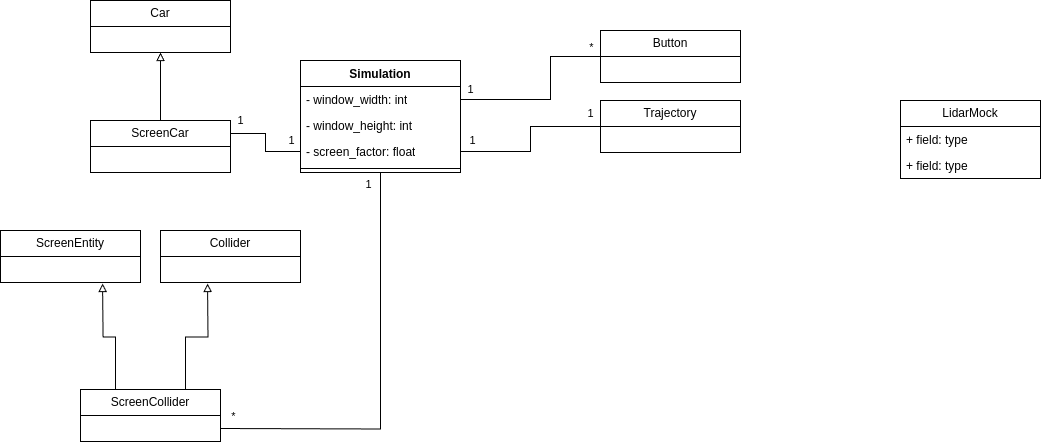 Car
Button
*
Simulation
1
- window_width: int
Trajectory
LidarMock
1
- window_height: int
1
ScreenCar
1
1
- screen_factor: float
+ field: type
+ field: type
1
ScreenEntity
Collider
ScreenCollider
*